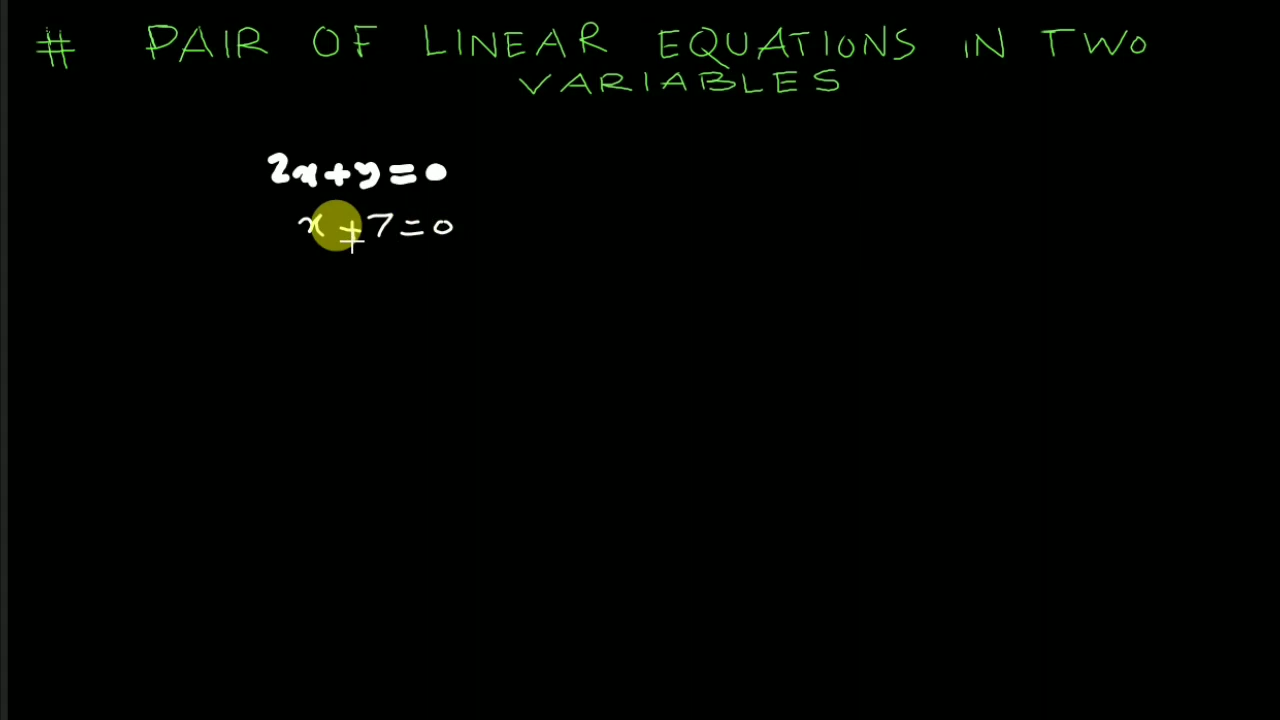 # PAIR OF LINEAR EQUATIONS IN TWO
VARIABLES
2x+y=0
x+7=0